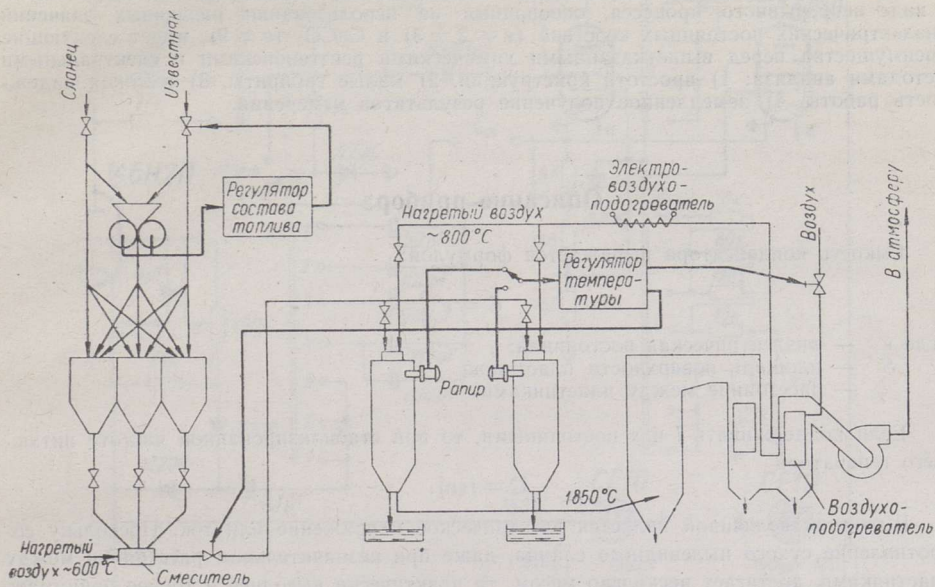 Сланец
Известняк
Регулятор
состава
топлива
Нагретый воздух
~800°С
Электро-
воздухо-
подогреватель
Воздух
В атмосферу
Регулятор
темпера-
туры
Рапир
1850°С
Нагретый
воздух ~600°С
Смеситель
Воздухо-
подогреватель